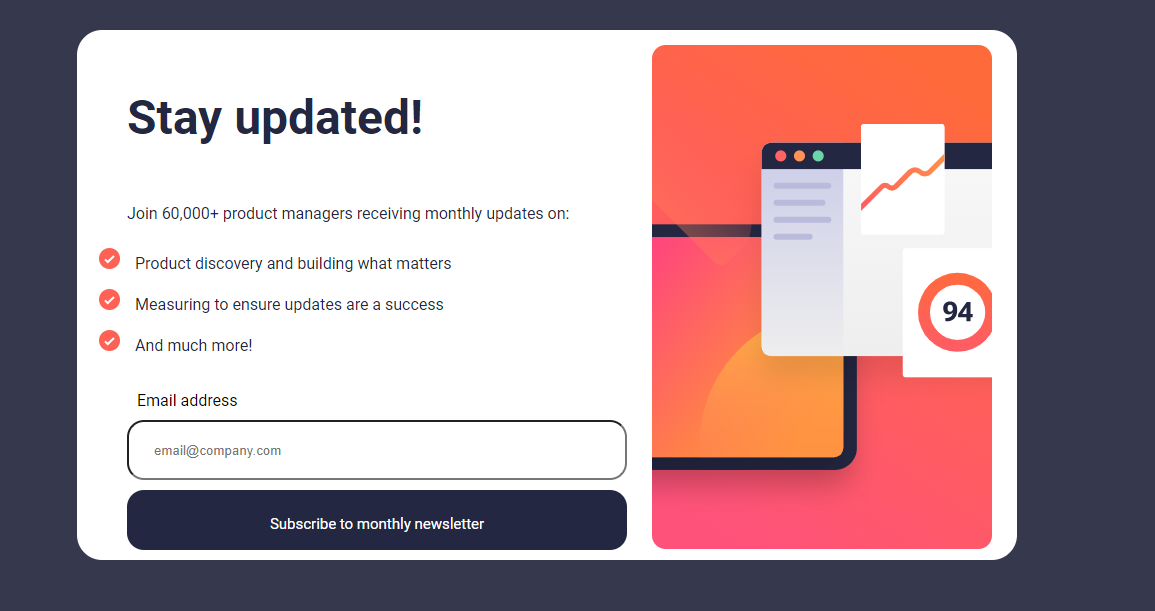 Stay updated!
Join 60,000+ product managers receiving monthly updates on:
Product discovery and building what matters
Measuring to ensure updates are a success
And much more!
Email address
email@company.com
Subscribe to monthly newsletter
94